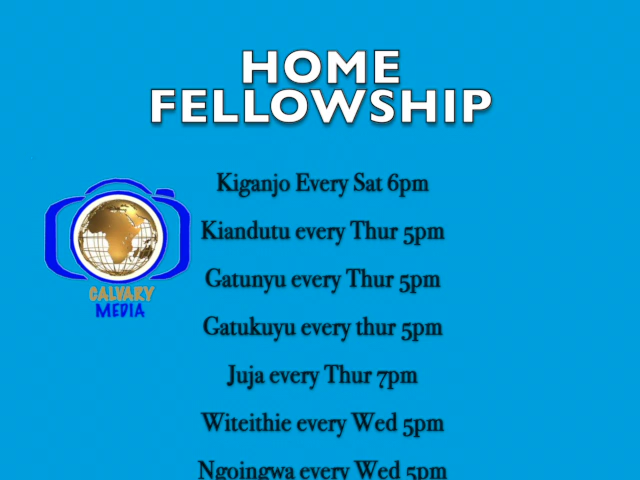 HOME
FELLOWSHIP
Kiganjo Every Sat 6pm
Kiandutu every Thur 5pm
Gatunyu every Thur 5pm
Gatukuyu every thur 5pm
Juja every Thur 7pm
Witeithie every Wed 5pm
Ngoingwa every Wed 5pm
CALVARY
MEDIA